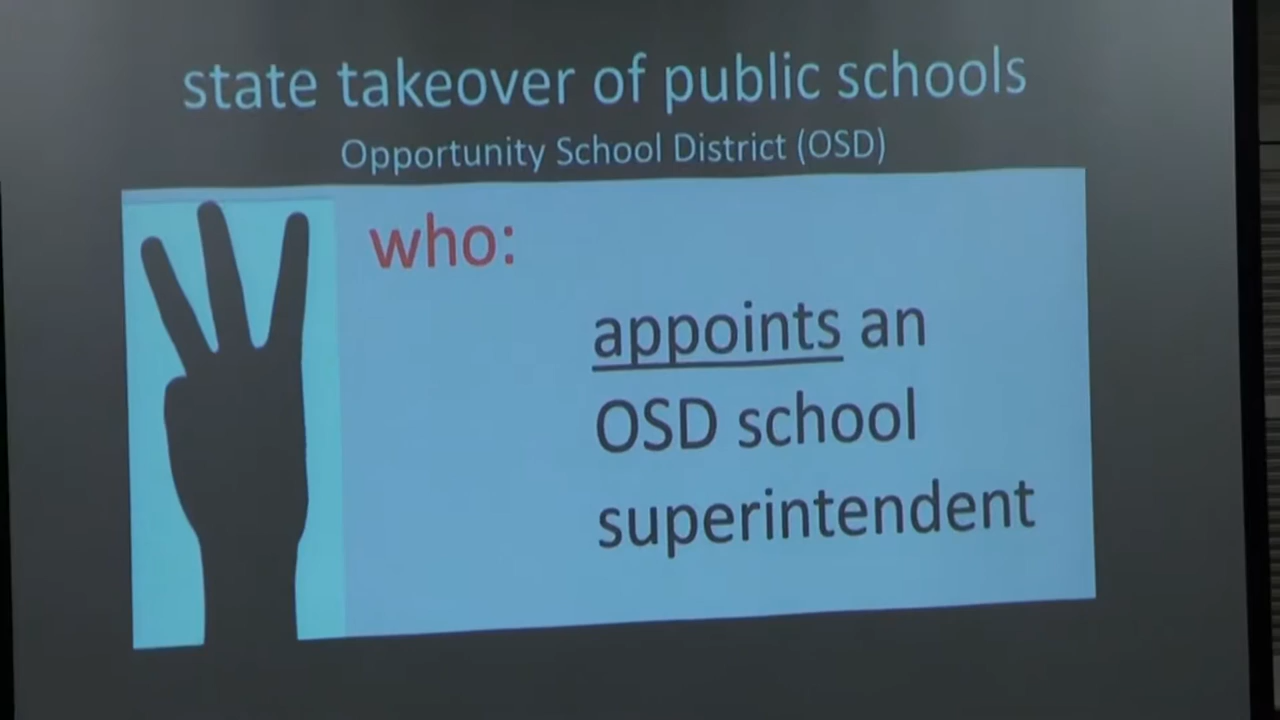 state takeover of public schools
Opportunity School District (OSD)
who:
appoints an
OSD school
superintendent